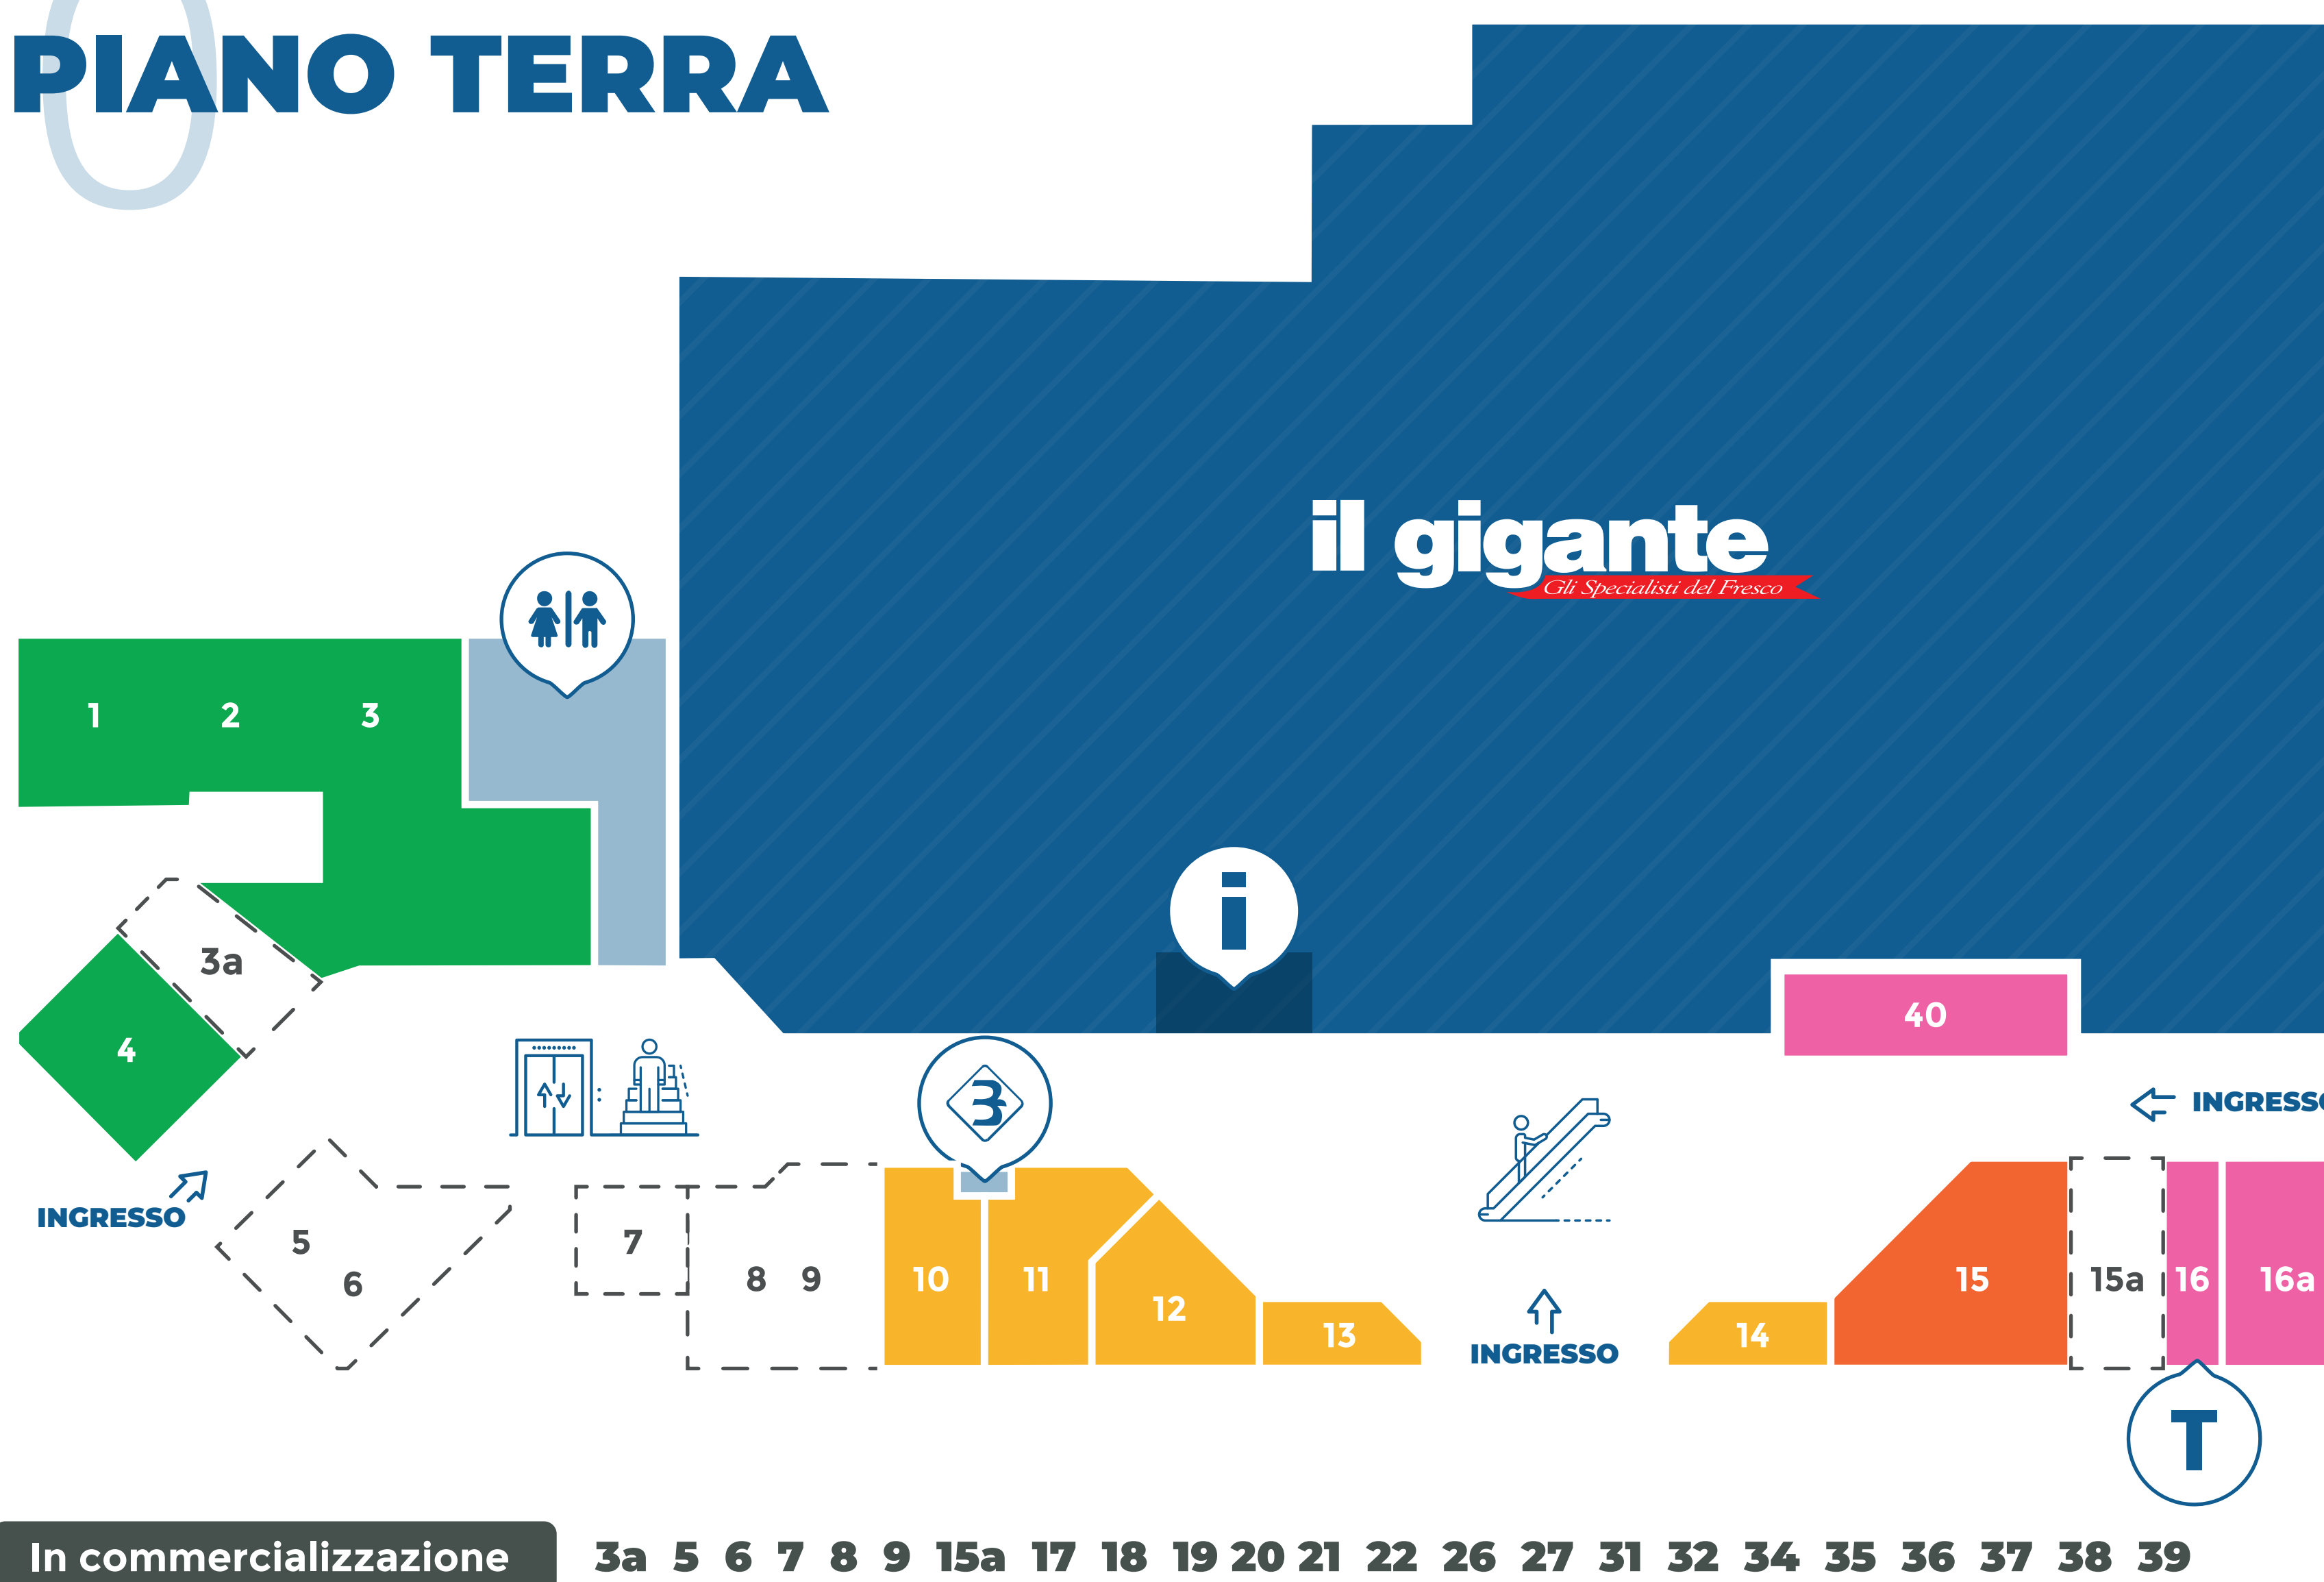 PIANO TERRA
il gigante
Gli Specialisti del Fresco
1 2 3
i
3a
40
4
3
INGRESSO
INGRESSO
5
7
6
8 9
10
11
12
13
INGRESSO
14
15
15a
16
16a
T
In commercializzazione 3a 5 6 7 8 9 15a 17 18 19 20 21 22 26 27 31 32 34 35 36 37 38 39